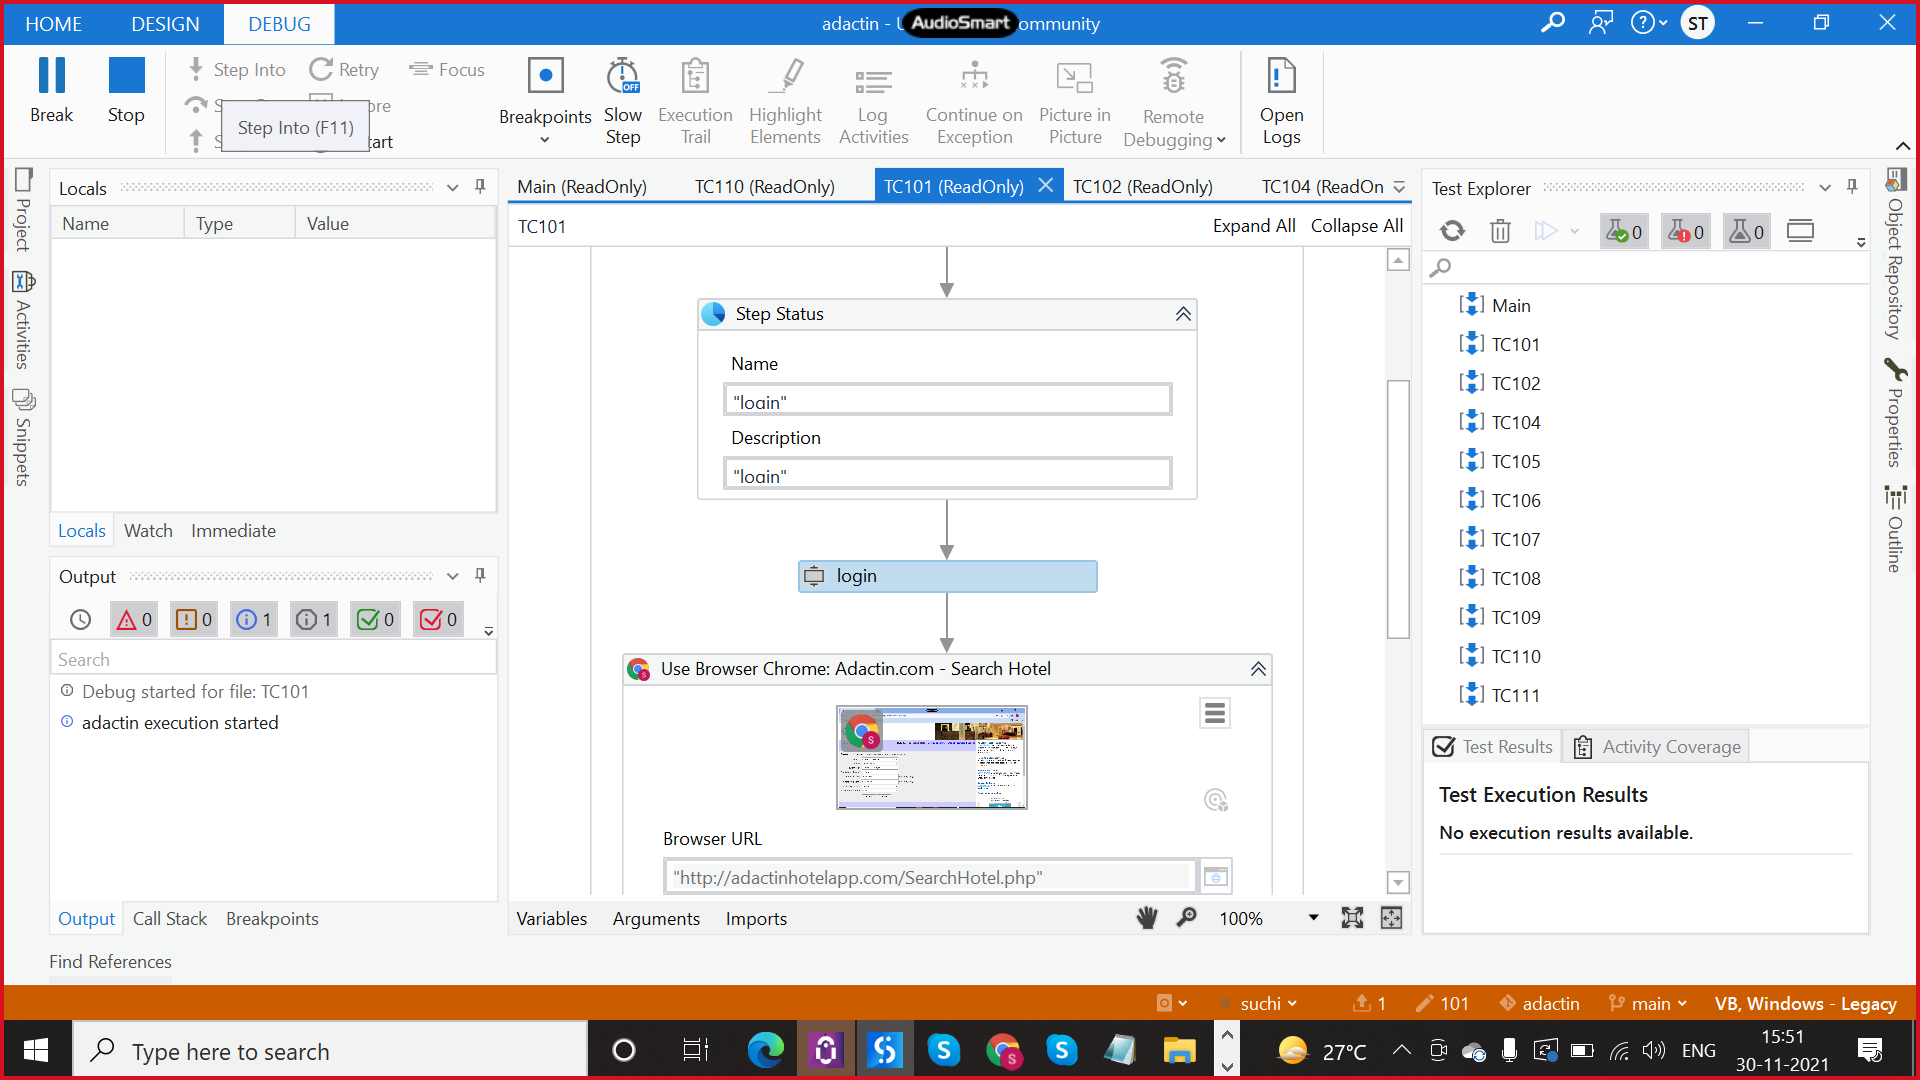 HOME DESIGN DEBUG adactin - U AudioSmart ommunity ST
Break Stop Step Into Retry Focus
Step Into (F11)
tart
Breakpoints Slow Step Execution Trail Highlight Elements Log Activities Continue on Exception Picture in Picture Remote Debugging Open Logs
Project
Activities
Snippets
Locals
Name Type Value
Locals Watch Immediate
Output
0 0 1 1 0 0
Search
Debug started for file: TC101
adactin execution started
Output Call Stack Breakpoints
Find References
Main (ReadOnly) TC110 (ReadOnly) TC101 (ReadOnly) TC102 (ReadOnly) TC104 (ReadOn
TC101 Expand All Collapse All
Step Status
Name
"login"
Description
"login"
login
Use Browser Chrome: Adactin.com - Search Hotel
Browser URL
"http://adactinhotelapp.com/SearchHotel.php"
Variables Arguments Imports 100%
Test Explorer
0 0 0
Main
TC101
TC102
TC104
TC105
TC106
TC107
TC108
TC109
TC110
TC111
Test Results Activity Coverage
Test Execution Results
No execution results available.
Object Repository
Properties
Outline
suchi 1 101 adactin main VB, Windows - Legacy
Type here to search
27°C ENG
15:51
30-11-2021